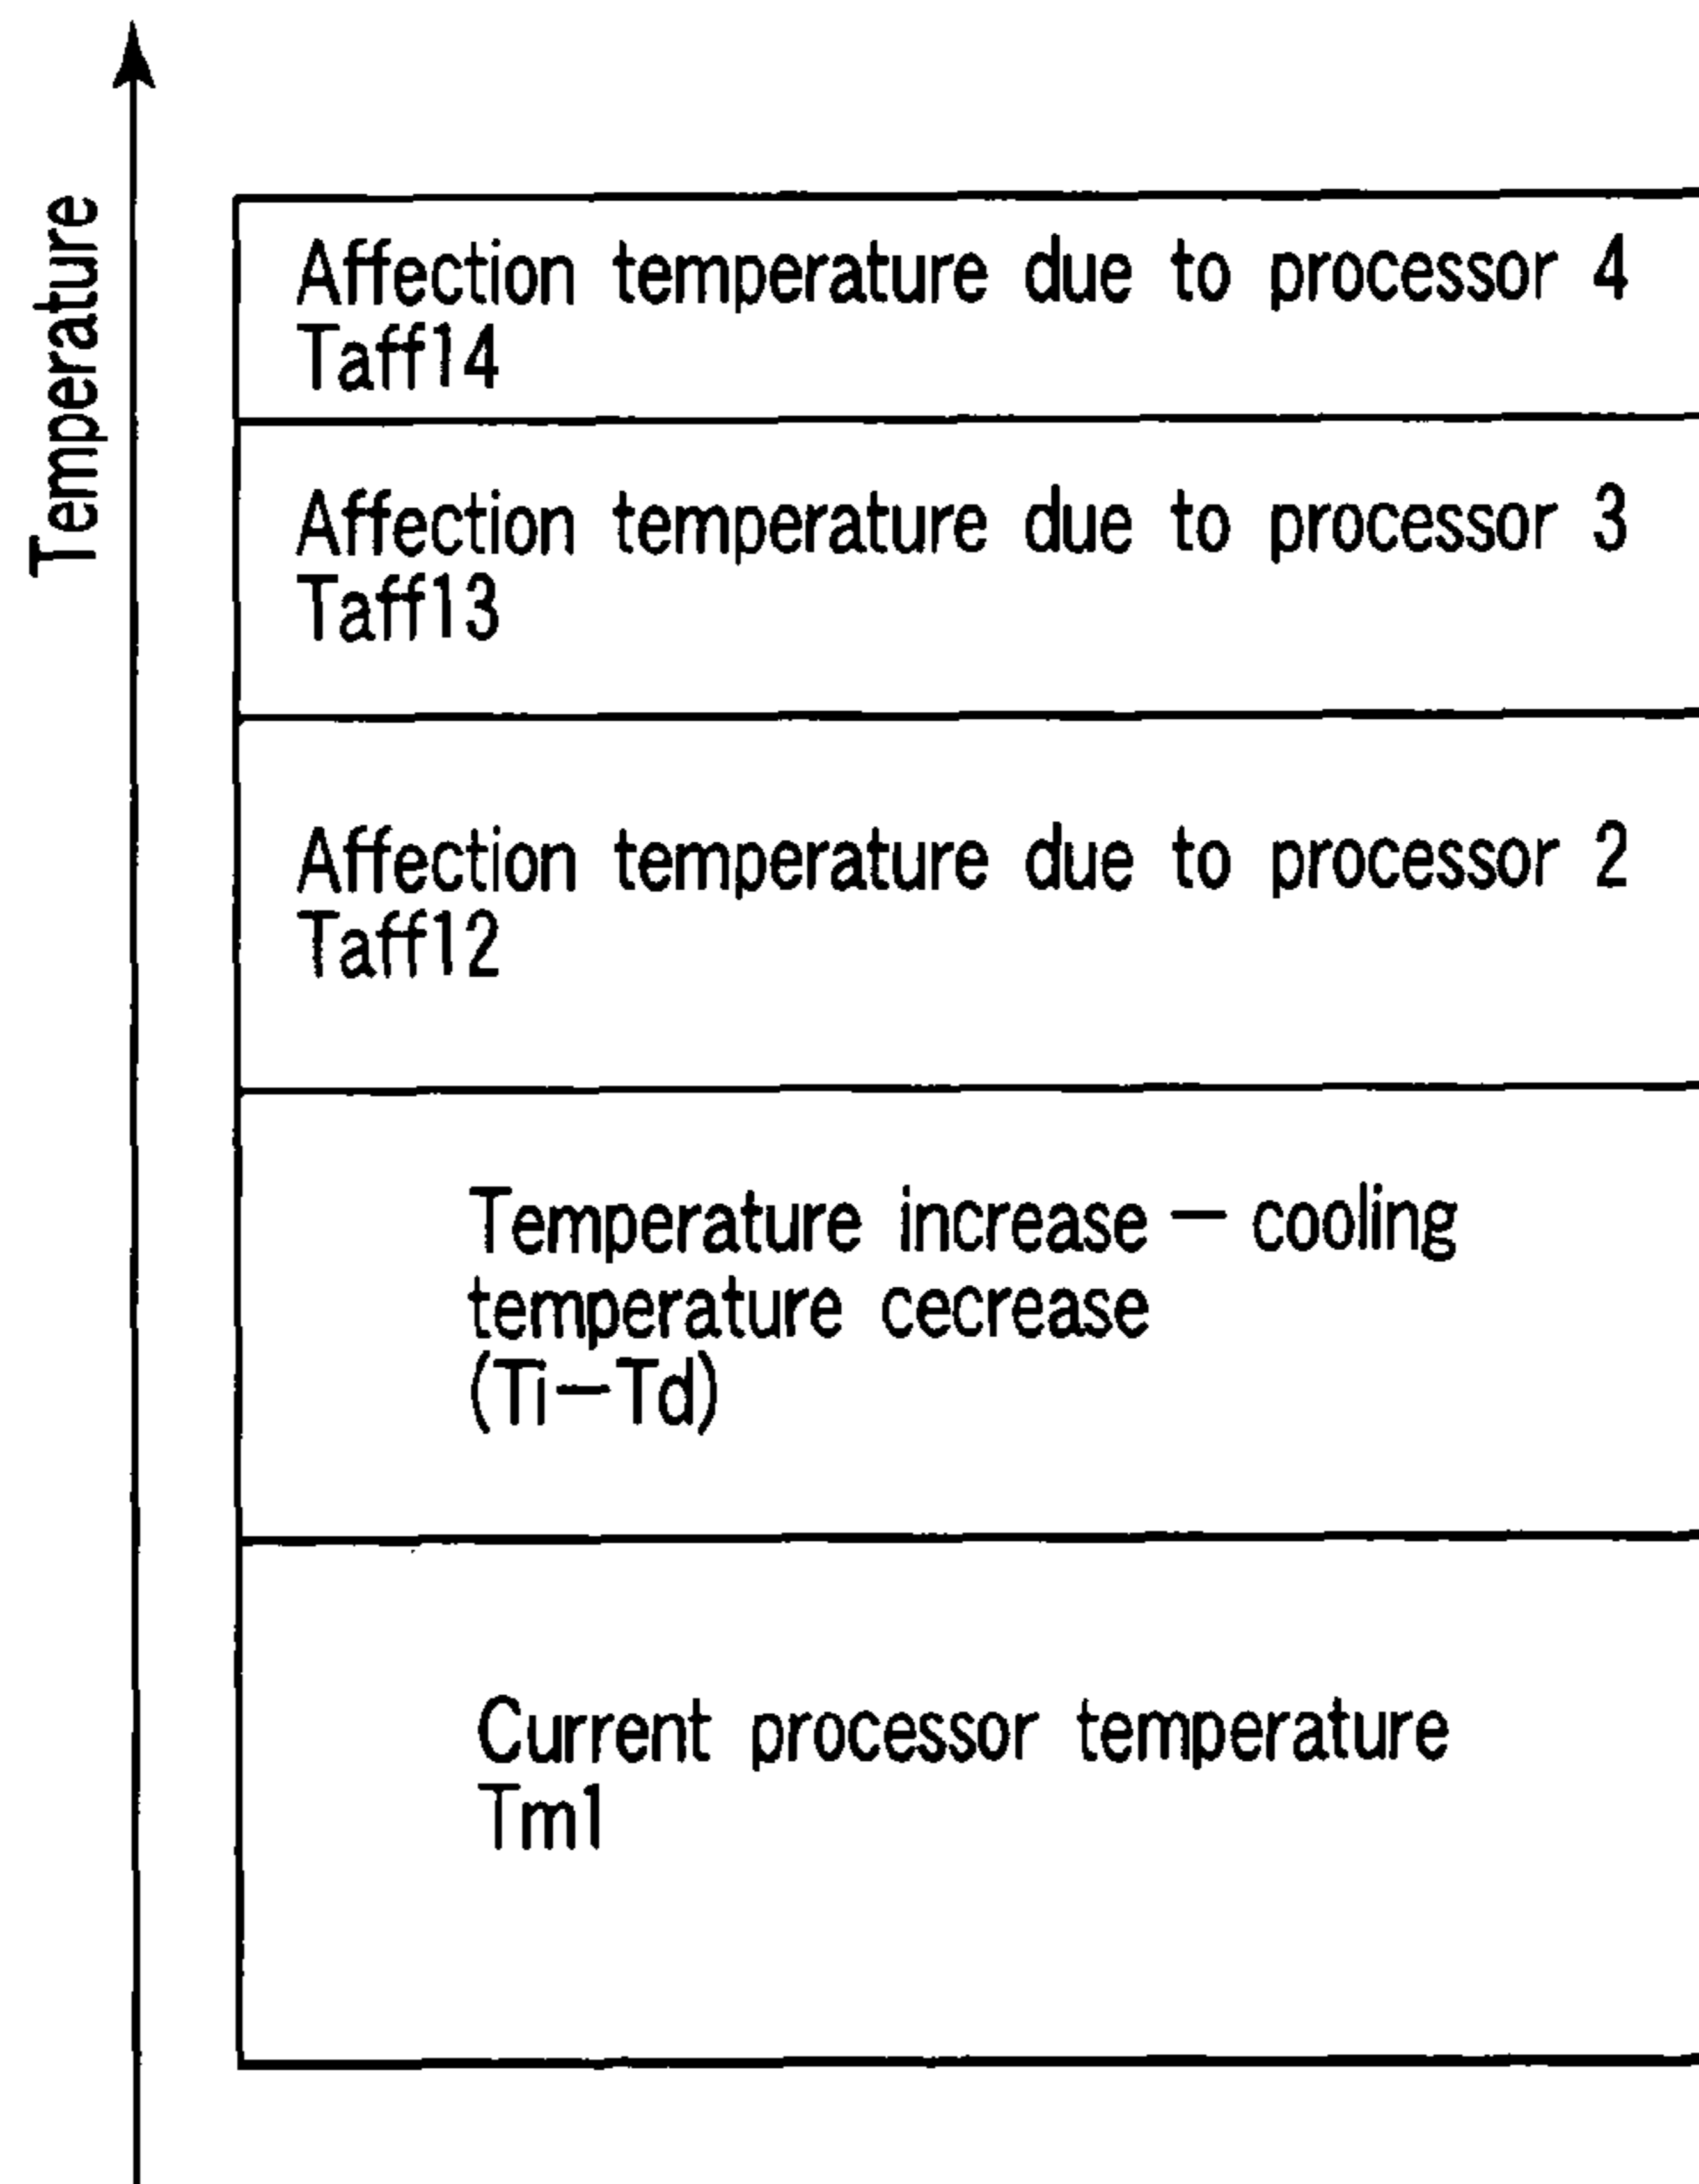 Temperature
Affection temperature due to processor 4
Taff14
Affection temperature due to processor 3
Taff13
Affection temperature due to processor 2
Taff12
Temperature increase — cooling
temperature cecrease
(Ti—Td)
Current processor temperature
Tm1